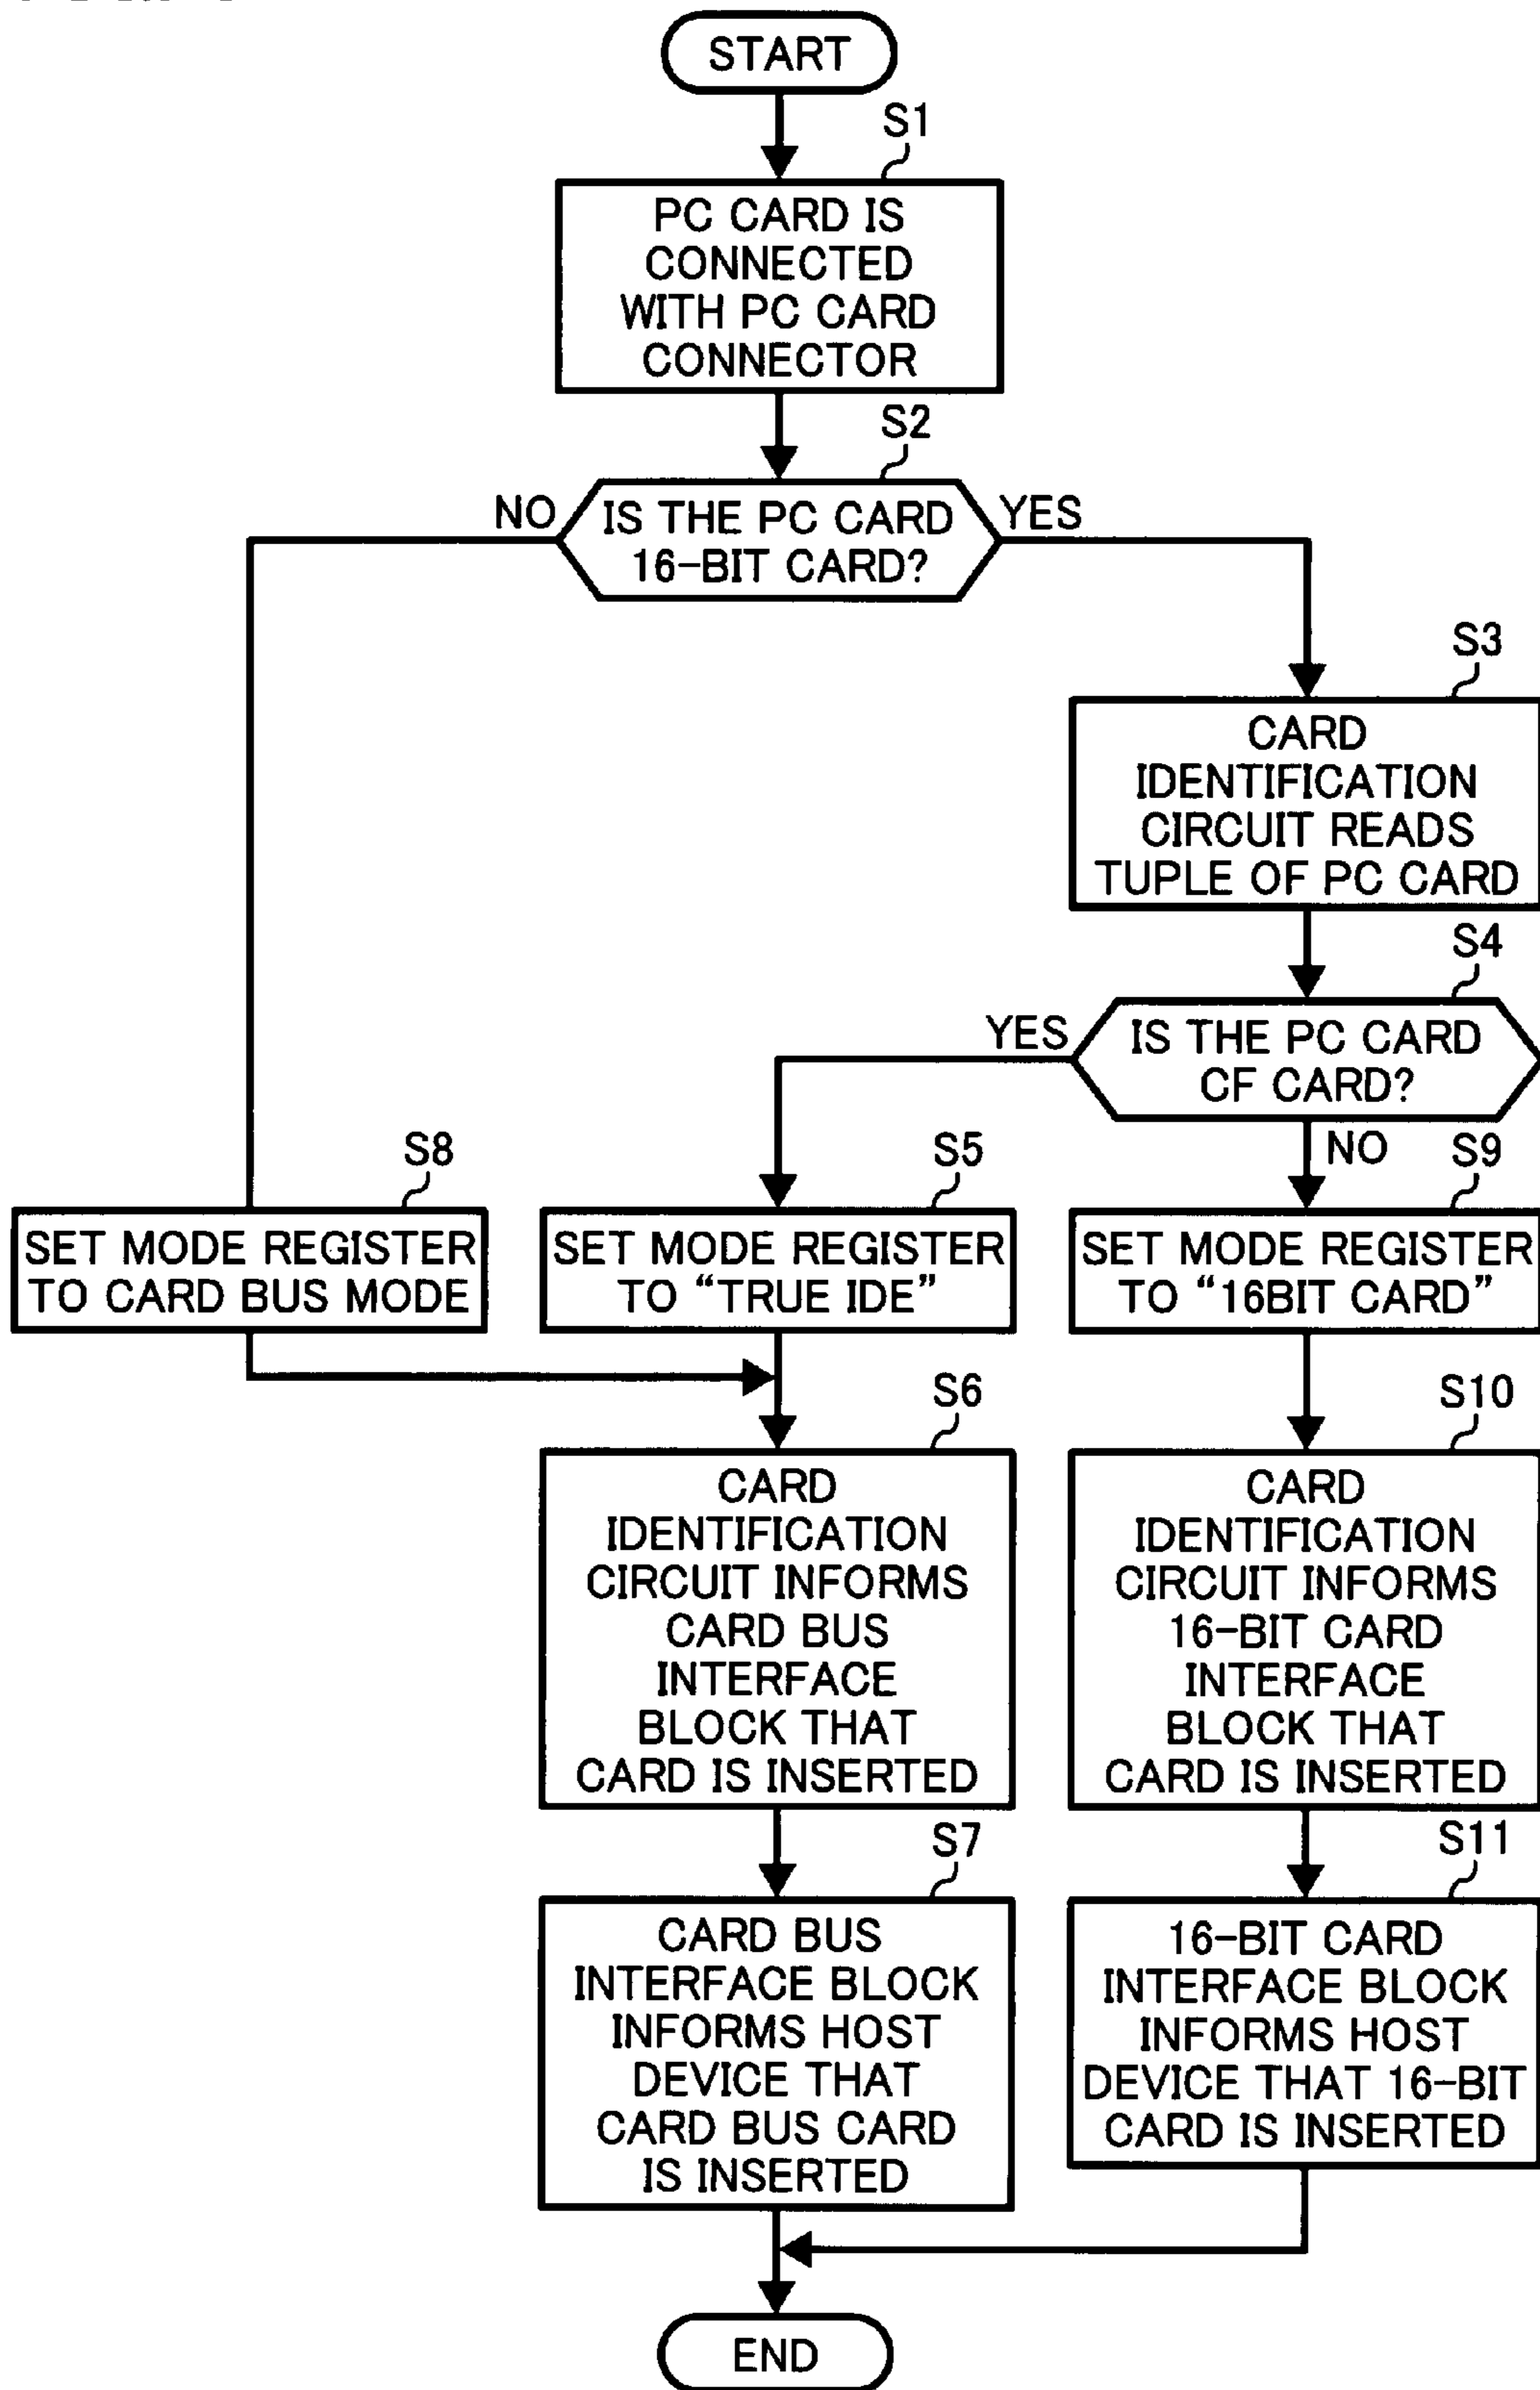 START
S1
PC CARD IS
CONNECTED
WITH PC CARD
CONNECTOR
S2
NO
IS THE PC CARD
16-BIT CARD?
YES
S3
CARD
IDENTIFICATION
CIRCUIT READS
TUPLE OF PC CARD
S4
YES
IS THE PC CARD
CF CARD?
NO
S8
SET MODE REGISTER
TO CARD BUS MODE
S5
SET MODE REGISTER
TO “TRUE IDE”
S9
SET MODE REGISTER
TO “16BIT CARD”
S6
CARD
IDENTIFICATION
CIRCUIT INFORMS
CARD BUS
INTERFACE
BLOCK THAT
CARD IS INSERTED
S10
CARD
IDENTIFICATION
CIRCUIT INFORMS
16-BIT CARD
INTERFACE
BLOCK THAT
CARD IS INSERTED
S7
CARD BUS
INTERFACE BLOCK
INFORMS HOST
DEVICE THAT
CARD BUS CARD
IS INSERTED
S11
16-BIT CARD
INTERFACE BLOCK
INFORMS HOST
DEVICE THAT 16-BIT
CARD IS INSERTED
END